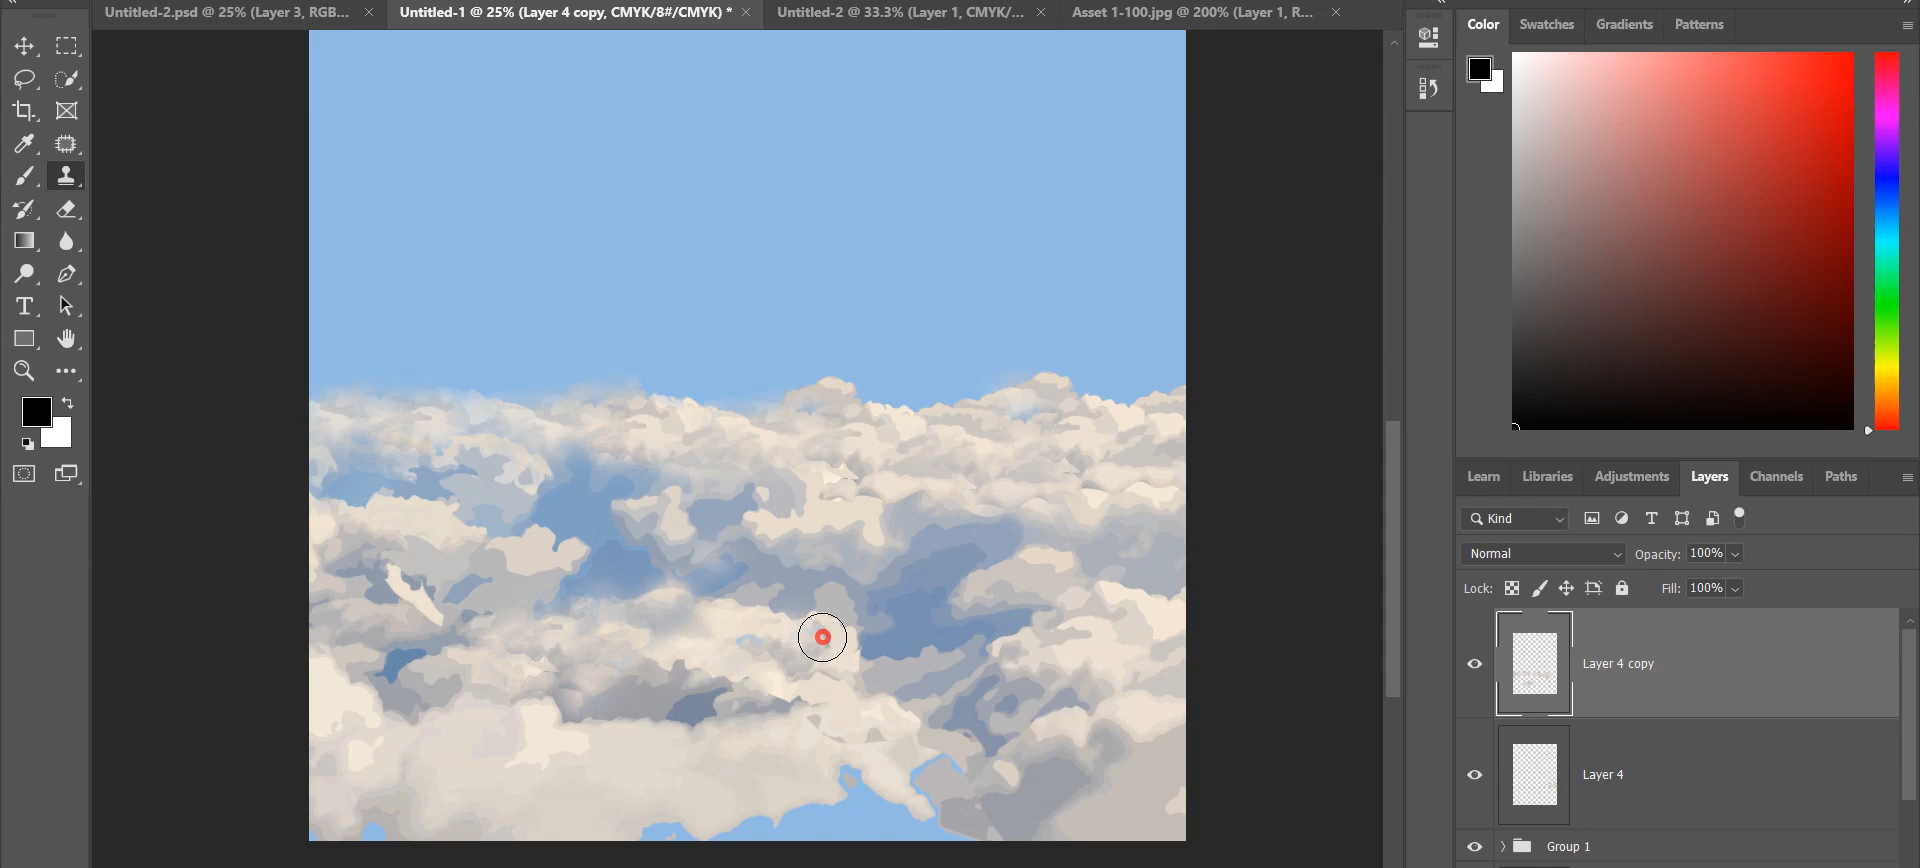 Untitled-2.psd @ 25% (Layer 3, RGB... × Untitled-1 @ 25% (Layer 4 copy, CMYK/8#/CMYK) * × Untitled-2 @ 33.3% (Layer 1, CMYK/... × Asset 1-100.jpg @ 200% (Layer 1, R... ×
Color Swatches Gradients Patterns
Learn Libraries Adjustments Layers Channels Paths
Kind
Normal Opacity: 100%
Lock: Fill: 100%
Layer 4 copy
Layer 4
Group 1